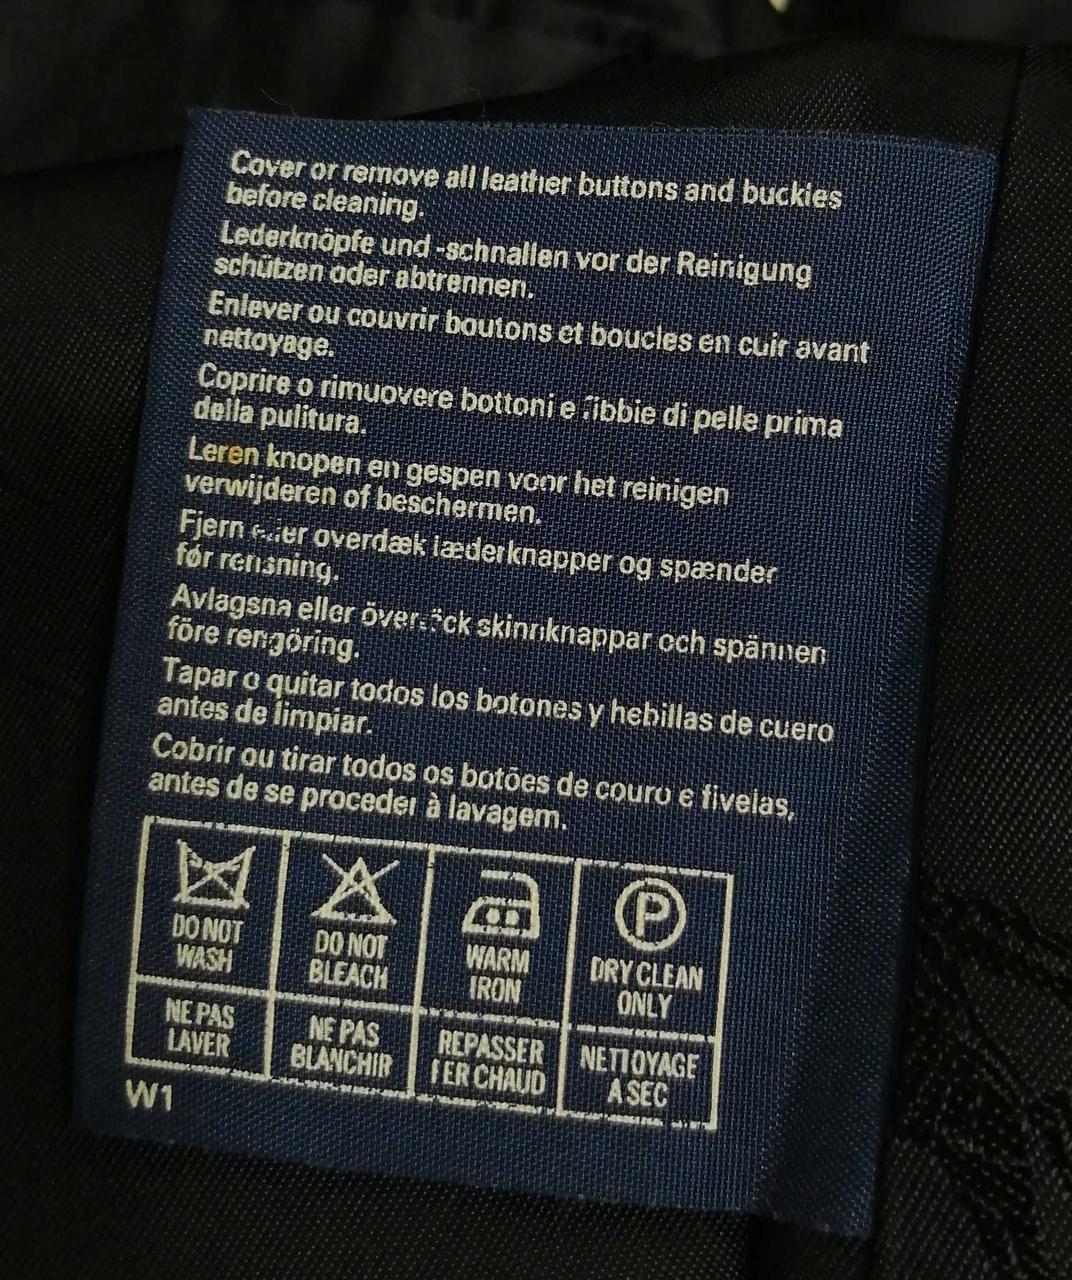 Cover or remove all leather buttons and buckles
before cleaning.
Lederknöpfe und -schnallen vor der Reinigung
schützen oder abtrennen.
Enlever ou couvrir boutons et boucles en cuir avant
nettoyage.
Coprire o rimuovere bottoni e fibbie di pelle prima
della pulitura.
Leren knopen en gespen voor het reinigen
verwijderen of beschermen.
Fjern eller overdæk læderknapper og spænder
før rensning.
Avlagsna eller övertäck skinnknappar och spännen
före rengöring.
Tapar o quitar todos los botones y hebillas de cuero
antes de limpiar.
Cobrir ou tirar todos os botões de couro e fivelas,
antes de se proceder à lavagem.
P
DO NOT
WASH
DO NOT
BLEACH
WARM
IRON
DRY CLEAN
ONLY
NE PAS
LAVER
NE PAS
BLANCHIR
REPASSER
FER CHAUD
NETTOYAGE
A SEC
W1